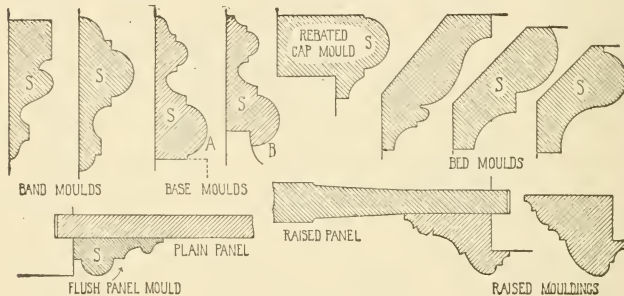 REBATED
CAP MOULD
S
S
S
S
S
S
S
A
B
BAND MOULDS
BASE MOULDS
BED MOULDS
PLAIN PANEL
RAISED PANEL
S
FLUSH PANEL MOULD
RAISED MOULDINGS